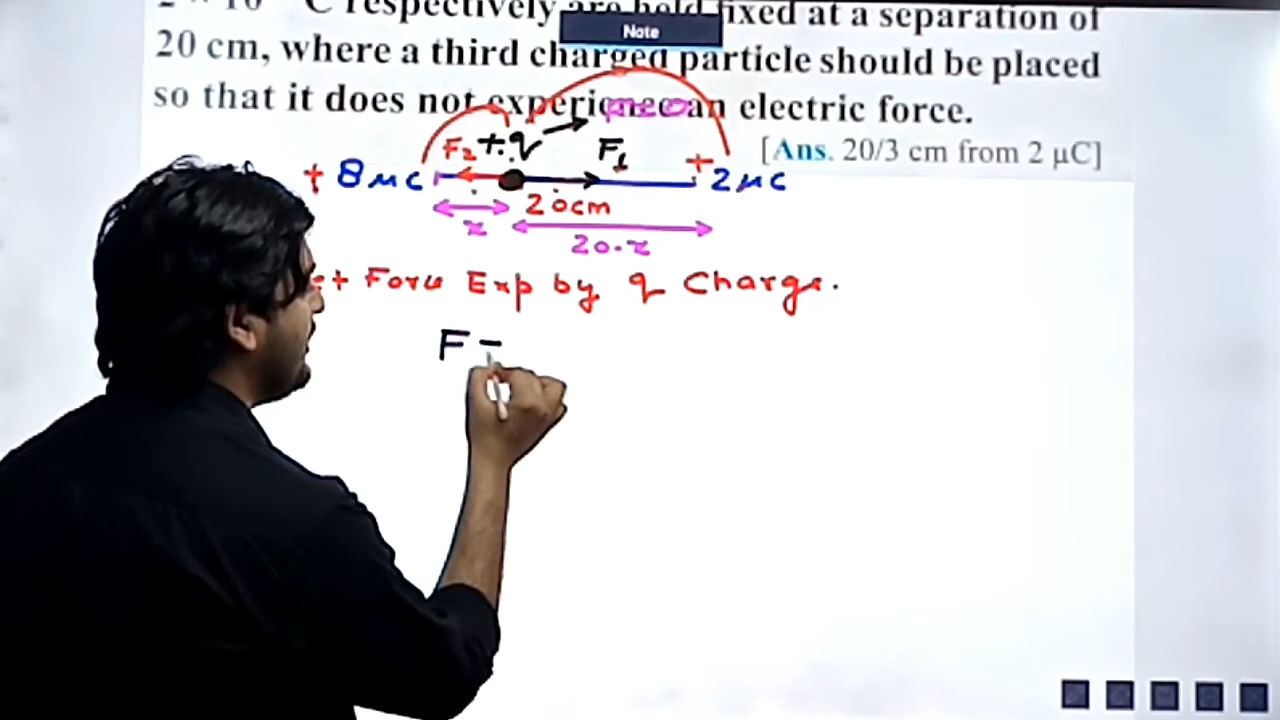 C respectively are held fixed at a separation of
Note
20 cm, where a third charged particle should be placed
so that it does not experience an electric force.
[Ans. 20/3 cm from 2 μC]
F₂ +q F₁ +
+ 8μC 2μC
20cm
x
20-x
Force Exp by q Charge.
F =